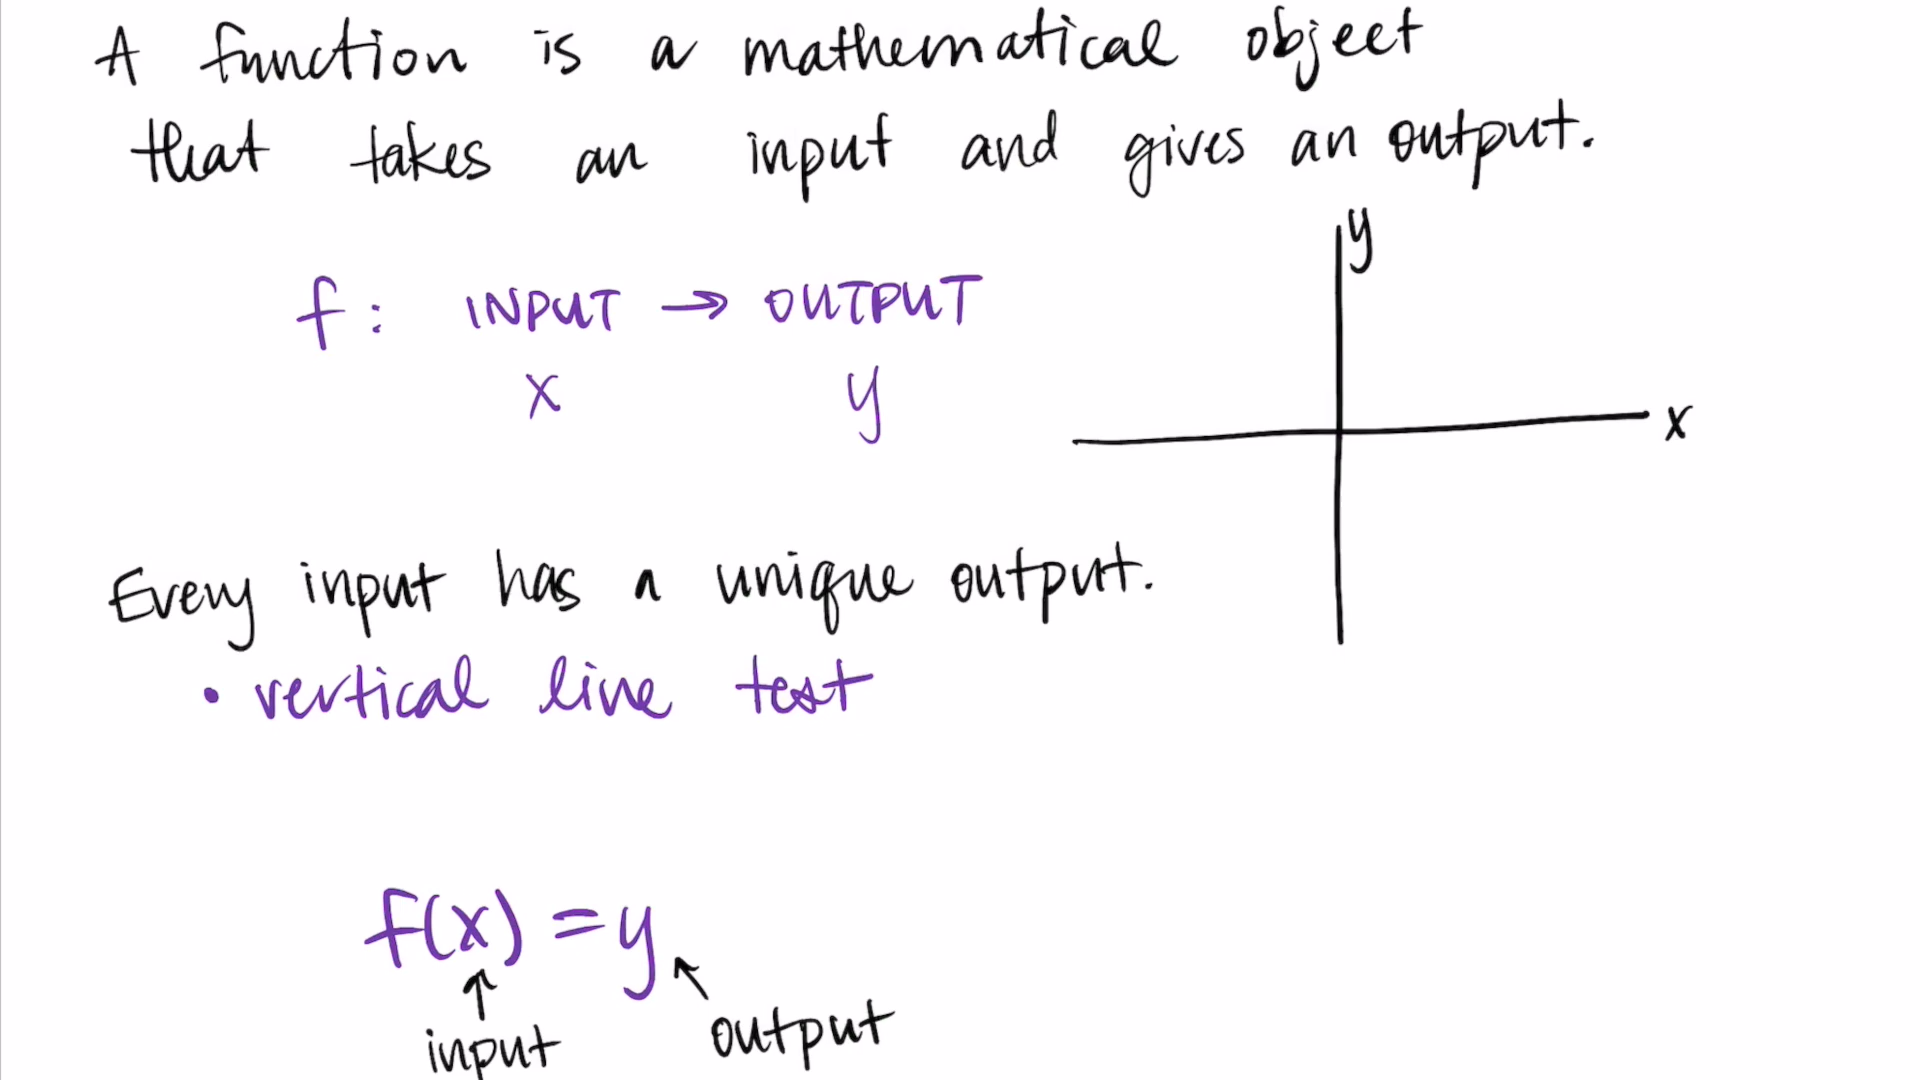 A function is a mathematical object
that takes an input and gives an output.
y
f: INPUT → OUTPUT
x y
x
Every input has a unique output.
• vertical line test
f(x) = y
↑ ↖
input output